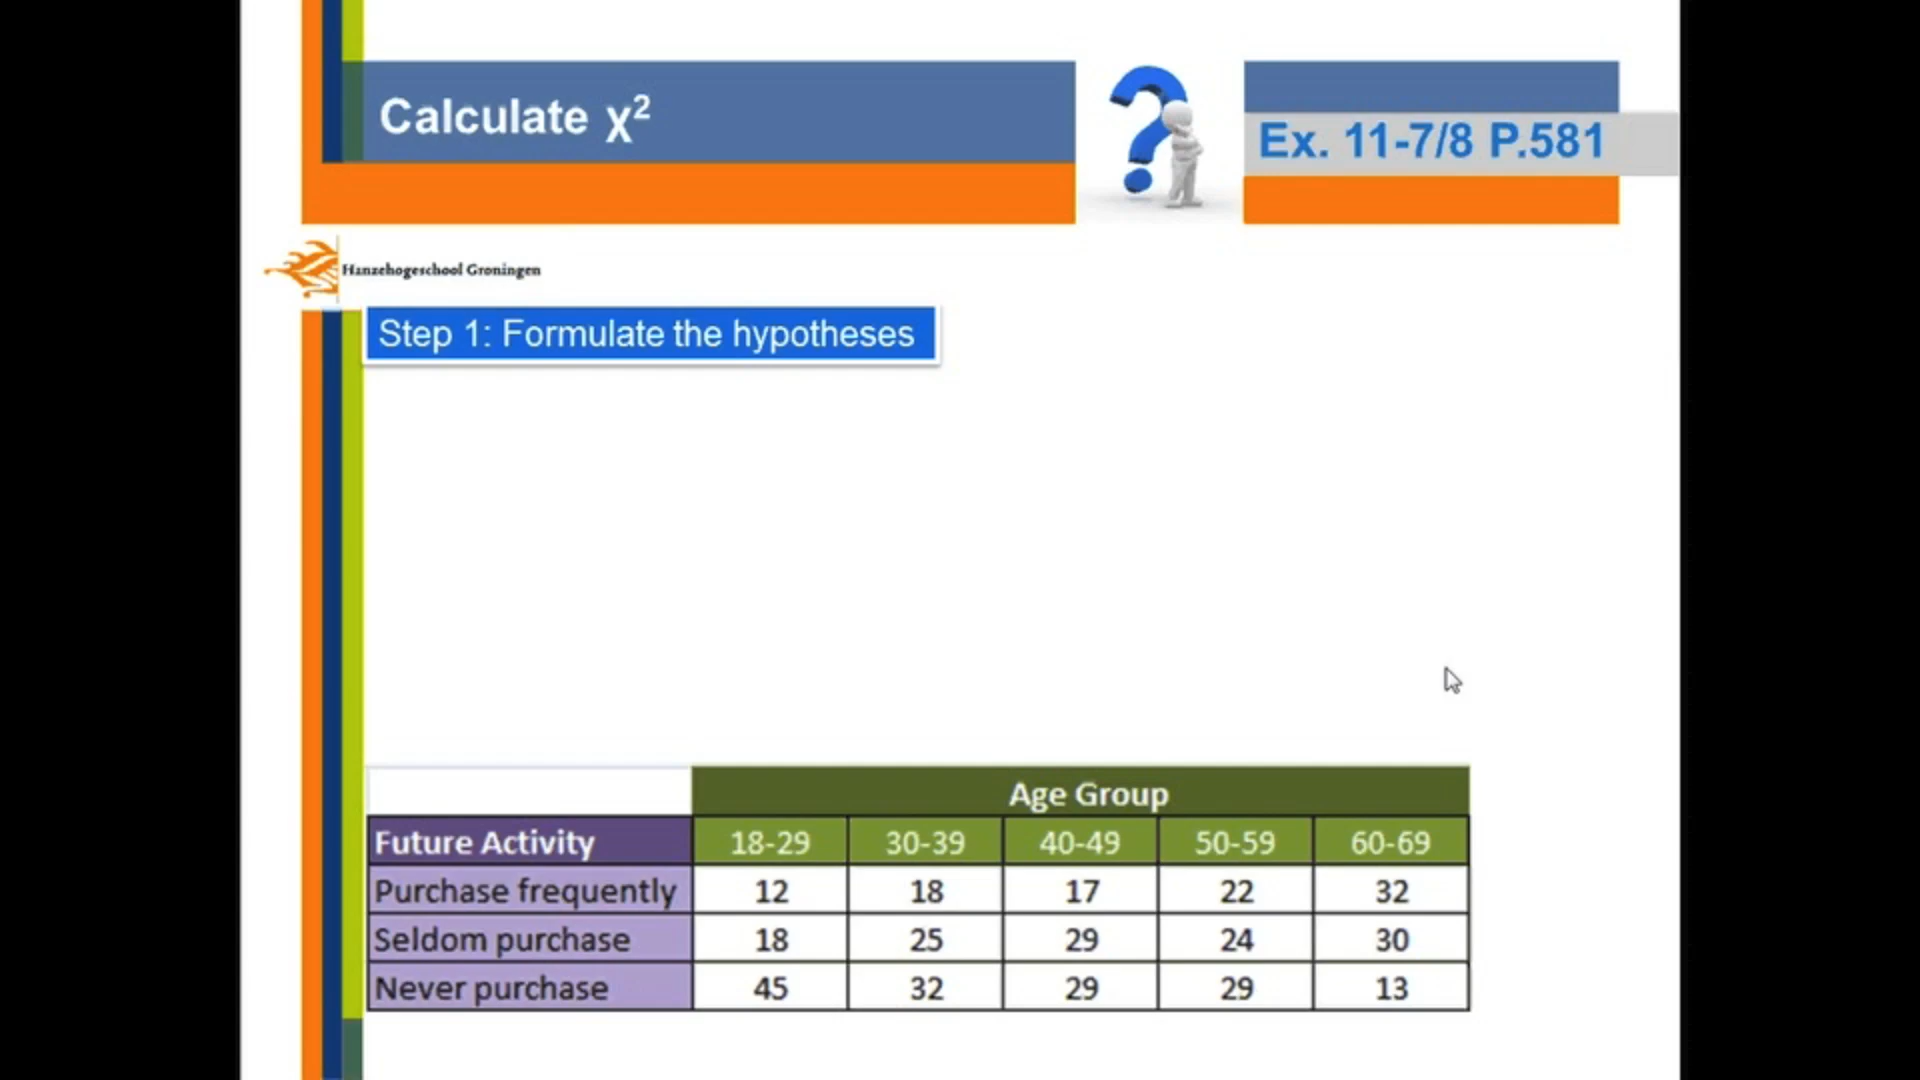 Calculate χ²
Ex. 11-7/8 P.581
Hanzehogeschool Groningen
Step 1: Formulate the hypotheses
Age Group
Future Activity 18-29 30-39 40-49 50-59 60-69
Purchase frequently 12 18 17 22 32
Seldom purchase 18 25 29 24 30
Never purchase 45 32 29 29 13